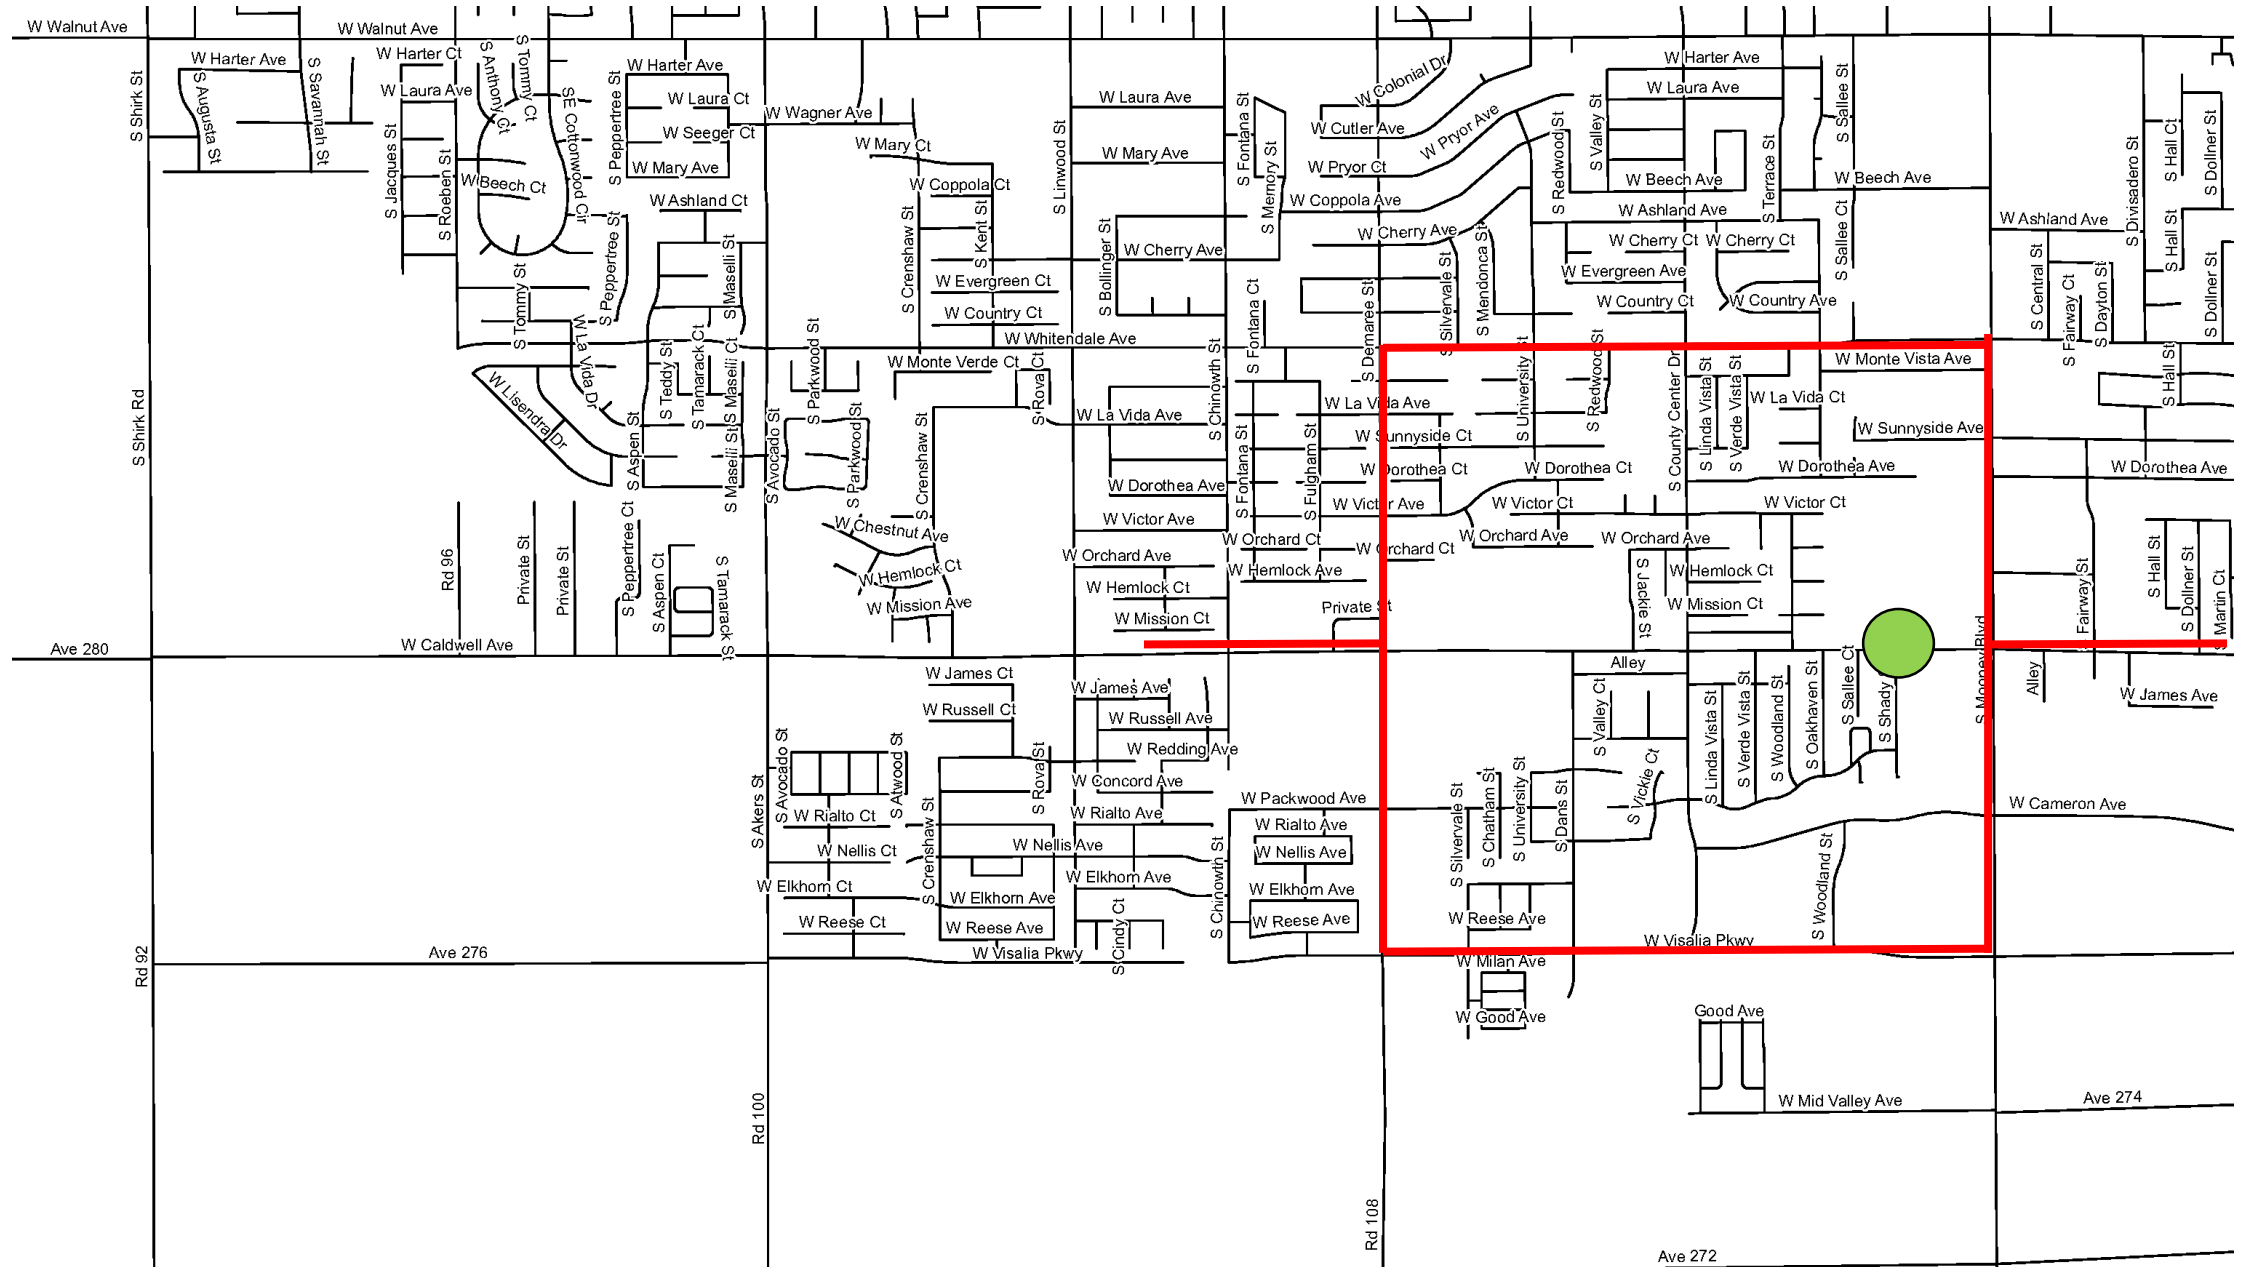 W Walnut Ave
W Walnut Ave
W Harter Ct
W Harter Ave
S Shirk St
S Augusta St
S Savannah St
W Laura Ave
S Anthony Ct
S Tommy Ct
SE Cottonwood Cir
S Jacques St
S Roeben St
W Beech Ct
S Peppertree St
W Harter Ave
W Laura Ct
W Seeger Ct
W Mary Ave
W Ashland Ct
W Wagner Ave
W Mary Ct
W Coppola Ct
S Crenshaw St
S Kent St
W Evergreen Ct
W Country Ct
S Linwood St
W Laura Ave
W Mary Ave
S Fontana St
S Memory St
S Bollinger St
W Cherry Ave
S Fontana Ct
W Colonial Dr
W Cutler Ave
W Pryor Ave
W Pryor Ct
W Coppola Ave
W Cherry Ave
S Demaree St
S Silvervale St
S Mendonca St
S Redwood St
S Valley St
W Harter Ave
W Laura Ave
W Beech Ave
W Ashland Ave
S Terrace St
S Sallee St
W Beech Ave
S Sallee Ct
W Cherry Ct
W Cherry Ct
W Evergreen Ave
W Country Ct
W Country Ave
W Ashland Ave
S Divisadero St
S Hall Ct
S Dollner St
S Hall St
S Dollner St
S Central St
S Fairway Ct
S Dayton St
S Tommy St
S Peppertree St
S Maselli St
W La Vida Dr
W Lisendra Dr
S Teddy St
S Tamarack Ct
S Maselli Ct
S Aspen St
S Maselli St
S Avocado St
S Parkwood St
S Parkwood St
W Whitendale Ave
W Monte Verde Ct
S Rova Ct
S Crenshaw St
W La Vida Ave
S Chinowth St
W Dorothea Ave
W Victor Ave
W Orchard Ave
W Hemlock Ct
W Mission Ct
S Fontana St
S Fulgham St
W La Vida Ave
W Sunnyside Ct
W Dorothea Ct
W Victor Ave
W Orchard Ct
W Orchard Ct
W Hemlock Ave
Private St
S University St
S Redwood St
W Dorothea Ct
W Victor Ct
W Orchard Ave
S County Center Dr
S Linda Vista St
S Verde Vista St
W Monte Vista Ave
W La Vida Ct
W Sunnyside Ave
W Dorothea Ave
W Victor Ct
W Orchard Ave
S Jackie St
W Hemlock Ct
W Mission Ct
S Hall St
W Dorothea Ave
S Fairway St
S Hall St
S Dollner St
S Martin Ct
S Shirk Rd
Rd 96
Private St
Private St
S Peppertree Ct
S Aspen Ct
S Tamarack St
W Chestnut Ave
W Hemlock Ct
W Mission Ave
Ave 280
W Caldwell Ave
W James Ct
W Russell Ct
S Avocado St
S Atwood St
S Akers St
W Rialto Ct
W Nellis Ct
W Elkhorn Ct
W Reese Ct
S Crenshaw St
S Rova St
W James Ave
W Russell Ave
W Redding Ave
W Concord Ave
W Rialto Ave
W Nellis Ave
W Elkhorn Ave
W Elkhorn Ave
W Reese Ave
S Cindy Ct
S Chinowth St
W Packwood Ave
W Rialto Ave
W Nellis Ave
W Elkhorn Ave
W Reese Ave
Alley
S Valley Ct
S Vickie Ct
S Linda Vista St
S Verde Vista St
S Woodland St
S Oakhaven St
S Sallee Ct
S Shady
S Mooney Blvd
Alley
W James Ave
S Silvervale St
S Chatham St
S University St
S Dans St
W Reese Ave
S Woodland St
W Cameron Ave
Rd 92
Ave 276
W Visalia Pkwy
W Visalia Pkwy
W Milan Ave
W Good Ave
Good Ave
W Mid Valley Ave
Ave 274
Rd 100
Rd 108
Ave 272